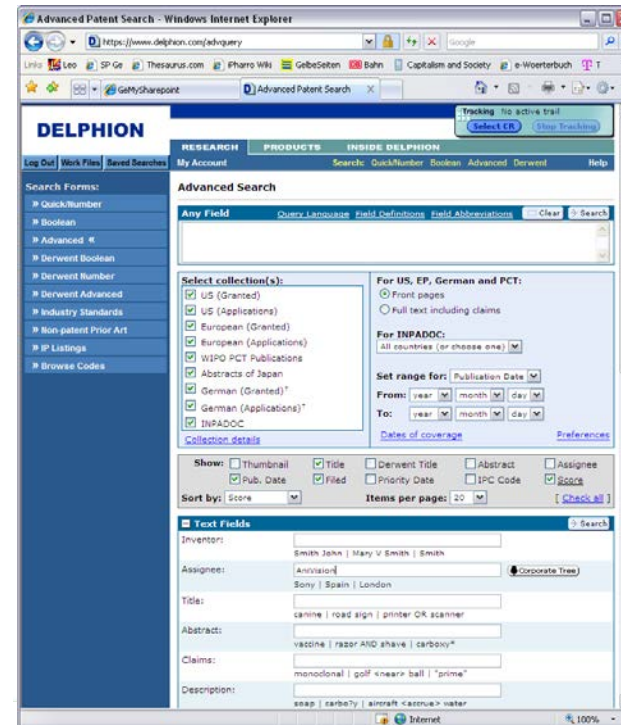 Advanced Patent Search - Windows Internet Explorer
https://www.delphion.com/advquery
Google
Links Leo SP Ge Thesaurus.com Pharro Wiki GelbeSeiten Bahn Capitalism and Society e-Woerterbuch T
GeMySharepoint Advanced Patent Search
Tracking No active trail
Select CR Stop Tracking
DELPHION
RESEARCH PRODUCTS INSIDE DELPHION
Log Out Work Files Saved Searches My Account Search: Quick/Number Boolean Advanced Derwent Help
Search Forms:
» Quick/Number
» Boolean
» Advanced «
» Derwent Boolean
» Derwent Number
» Derwent Advanced
» Industry Standards
» Non-patent Prior Art
» IP Listings
» Browse Codes
Advanced Search
Any Field Query Language Field Definitions Field Abbreviations Clear Search
Select collection(s):
US (Granted)
US (Applications)
European (Granted)
European (Applications)
WIPO PCT Publications
Abstracts of Japan
German (Granted)+
German (Applications)+
INPADOC
Collection details
For US, EP, German and PCT:
Front pages
Full text including claims
For INPADOC:
All countries (or choose one)
Set range for: Publication Date
From: year month day
To: year month day
Dates of coverage Preferences
Show: Thumbnail Title Derwent Title Abstract Assignee
Pub. Date Filed Priority Date IPC Code Score
Sort by: Score Items per page: 20 [ Check all ]
Text Fields Search
Inventor:
Smith John | Mary V Smith | Smith
Assignee: AniVision Corporate Tree
Sony | Spain | London
Title:
canine | road sign | printer OR scanner
Abstract:
vaccine | razor AND shave | carboxy*
Claims:
monoclonal | golf <near> ball | "prime"
Description:
soap | carbo?y | aircraft <accrue> water
Internet 100%